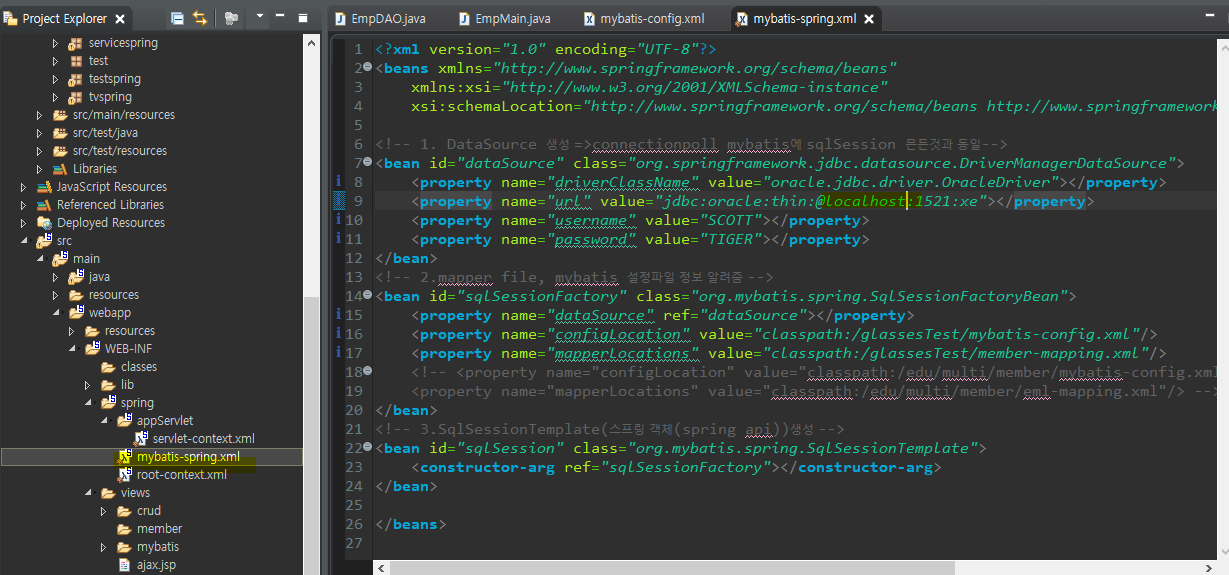 Project Explorer
servicespring
test
testspring
tvspring
src/main/resources
src/test/java
src/test/resources
Libraries
JavaScript Resources
Referenced Libraries
Deployed Resources
src
main
java
resources
webapp
resources
WEB-INF
classes
lib
spring
appServlet
servlet-context.xml
mybatis-spring.xml
root-context.xml
views
crud
member
mybatis
ajax.jsp
EmpDAO.java EmpMain.java mybatis-config.xml mybatis-spring.xml
1 <?xml version="1.0" encoding="UTF-8"?>
2 <beans xmlns="http://www.springframework.org/schema/beans"
3 xmlns:xsi="http://www.w3.org/2001/XMLSchema-instance"
4 xsi:schemaLocation="http://www.springframework.org/schema/beans http://www.springframework
5
6 <!-- 1. DataSource 생성 =>connectionpoll mybatis에 sqlSession 믄든것과 동일-->
7 <bean id="dataSource" class="org.springframework.jdbc.datasource.DriverManagerDataSource">
8 <property name="driverClassName" value="oracle.jdbc.driver.OracleDriver"></property>
9 <property name="url" value="jdbc:oracle:thin:@localhost:1521:xe"></property>
10 <property name="username" value="SCOTT"></property>
11 <property name="password" value="TIGER"></property>
12 </bean>
13 <!-- 2.mapper file, mybatis 설정파일 정보 알려줌 -->
14 <bean id="sqlSessionFactory" class="org.mybatis.spring.SqlSessionFactoryBean">
15 <property name="dataSource" ref="dataSource"></property>
16 <property name="configLocation" value="classpath:/glassesTest/mybatis-config.xml"/>
17 <property name="mapperLocations" value="classpath:/glassesTest/member-mapping.xml"/>
18 <!-- <property name="configLocation" value="classpath:/edu/multi/member/mybatis-config.xml
19 <property name="mapperLocations" value="classpath:/edu/multi/member/eml-mapping.xml"/> --
20 </bean>
21 <!-- 3.SqlSessionTemplate(스프링 객체(spring api))생성 -->
22 <bean id="sqlSession" class="org.mybatis.spring.SqlSessionTemplate">
23 <constructor-arg ref="sqlSessionFactory"></constructor-arg>
24 </bean>
25
26 </beans>
27